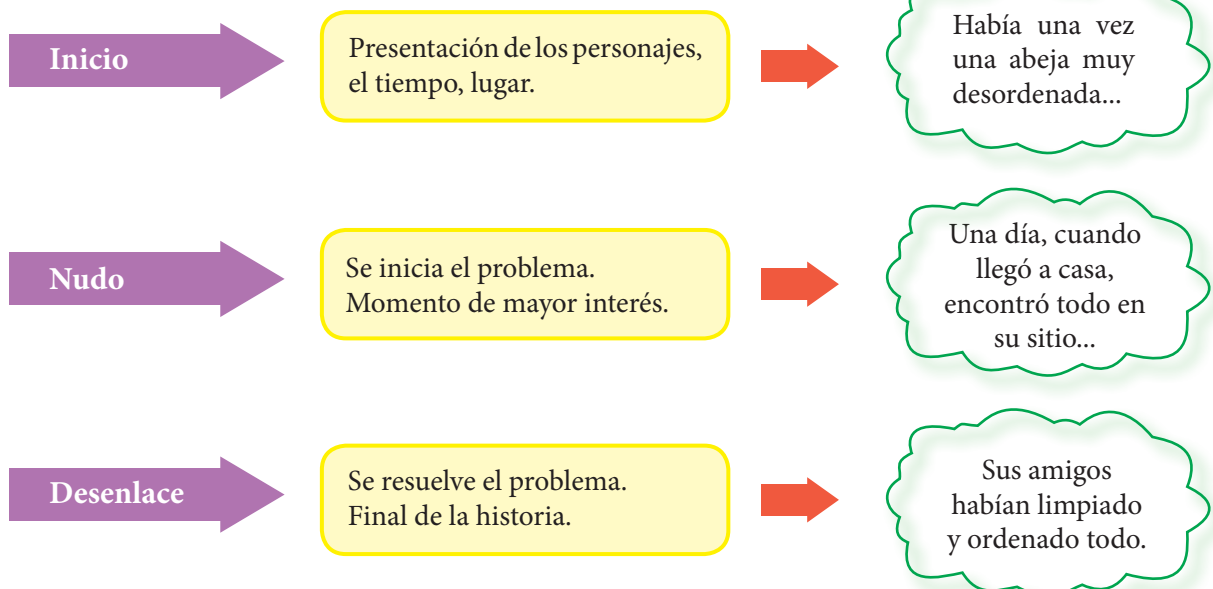 Inicio
Presentación de los personajes,
el tiempo, lugar.
Había una vez
una abeja muy
desordenada...
Nudo
Se inicia el problema.
Momento de mayor interés.
Una día, cuando
llegó a casa,
encontró todo en
su sitio...
Desenlace
Se resuelve el problema.
Final de la historia.
Sus amigos
habían limpiado
y ordenado todo.